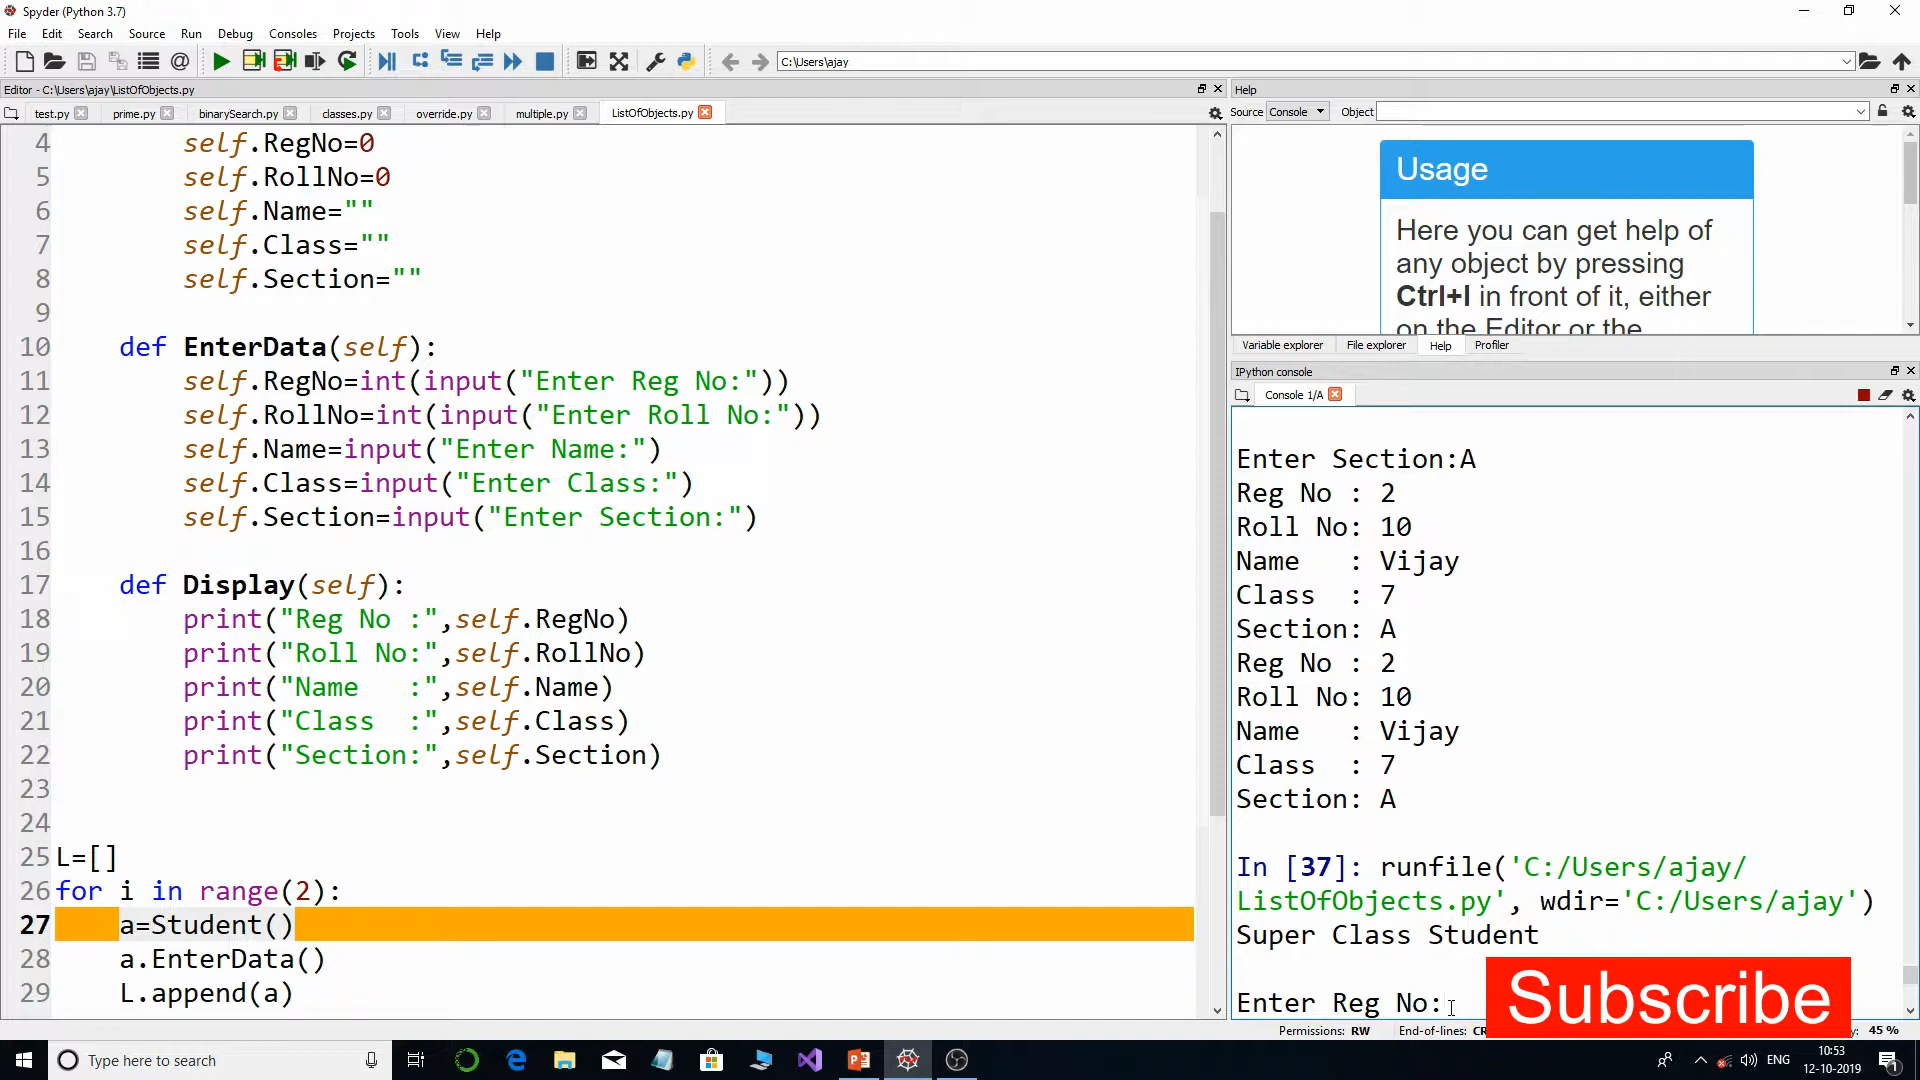 Spyder (Python 3.7)
File Edit Search Source Run Debug Consoles Projects Tools View Help
C:\Users\ajay
Editor - C:\Users\ajay\ListOfObjects.py
test.py prime.py binarySearch.py classes.py override.py multiple.py ListOfObjects.py
4 self.RegNo=0
5 self.RollNo=0
6 self.Name=""
7 self.Class=""
8 self.Section=""
9
10 def EnterData(self):
11 self.RegNo=int(input("Enter Reg No:"))
12 self.RollNo=int(input("Enter Roll No:"))
13 self.Name=input("Enter Name:")
14 self.Class=input("Enter Class:")
15 self.Section=input("Enter Section:")
16
17 def Display(self):
18 print("Reg No :",self.RegNo)
19 print("Roll No:",self.RollNo)
20 print("Name   :",self.Name)
21 print("Class  :",self.Class)
22 print("Section:",self.Section)
23
24
25 L=[]
26 for i in range(2):
27 a=Student()
28 a.EnterData()
29 L.append(a)
Help
Source Console Object
Usage
Here you can get help of
any object by pressing
Ctrl+I in front of it, either
on the Editor or the
Variable explorer File explorer Help Profiler
IPython console
Console 1/A
Enter Section:A
Reg No : 2
Roll No: 10
Name   : Vijay
Class  : 7
Section: A
Reg No : 2
Roll No: 10
Name   : Vijay
Class  : 7
Section: A
In [37]: runfile('C:/Users/ajay/
ListOfObjects.py', wdir='C:/Users/ajay')
Super Class Student
Enter Reg No:
Subscribe
Permissions: RW End-of-lines: 45 %
Type here to search
ENG
10:53
12-10-2019
1